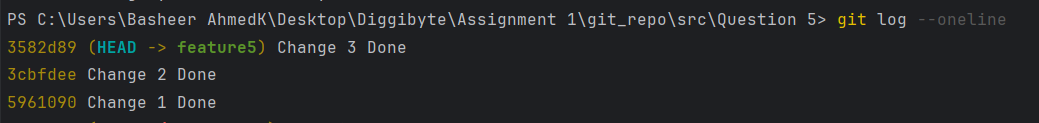 PS C:\Users\Basheer AhmedK\Desktop\Diggibyte\Assignment 1\git_repo\src\Question 5> git log --oneline
3582d89 (HEAD -> feature5) Change 3 Done
3cbfdee Change 2 Done
5961090 Change 1 Done